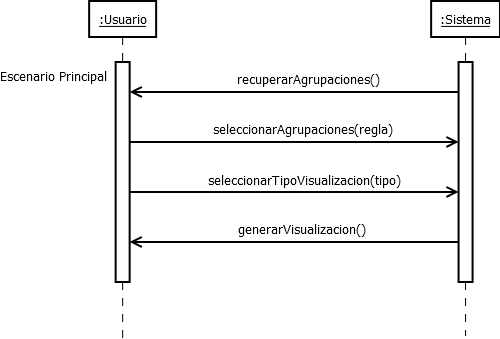 :Usuario
:Sistema
Escenario Principal
recuperarAgrupaciones()
seleccionarAgrupaciones(regla)
seleccionarTipoVisualizacion(tipo)
generarVisualizacion()